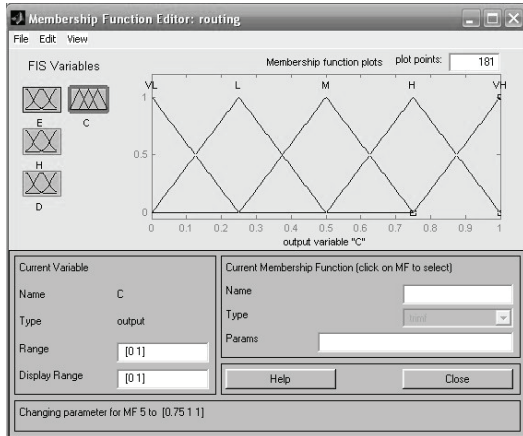 Membership Function Editor: routing
File Edit View
FIS Variables
Membership function plots plot points: 181
E
C
H
D
VL L M H VH
1
0.5
0
0 0.1 0.2 0.3 0.4 0.5 0.6 0.7 0.8 0.9 1
output variable "C"
Current Variable
Name C
Type output
Range [0 1]
Display Range [0 1]
Current Membership Function (click on MF to select)
Name
Type trimf
Params
Help Close
Changing parameter for MF 5 to [0.75 1 1]